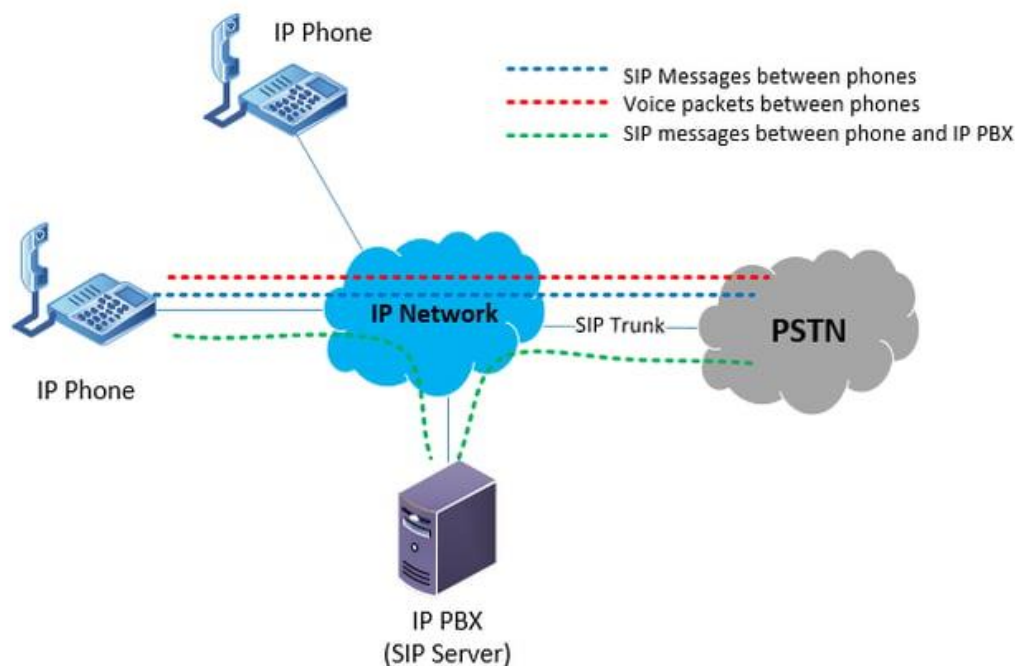 IP Phone
SIP Messages between phones
Voice packets between phones
SIP messages between phone and IP PBX
IP Network
SIP Trunk
PSTN
IP Phone
IP PBX
(SIP Server)